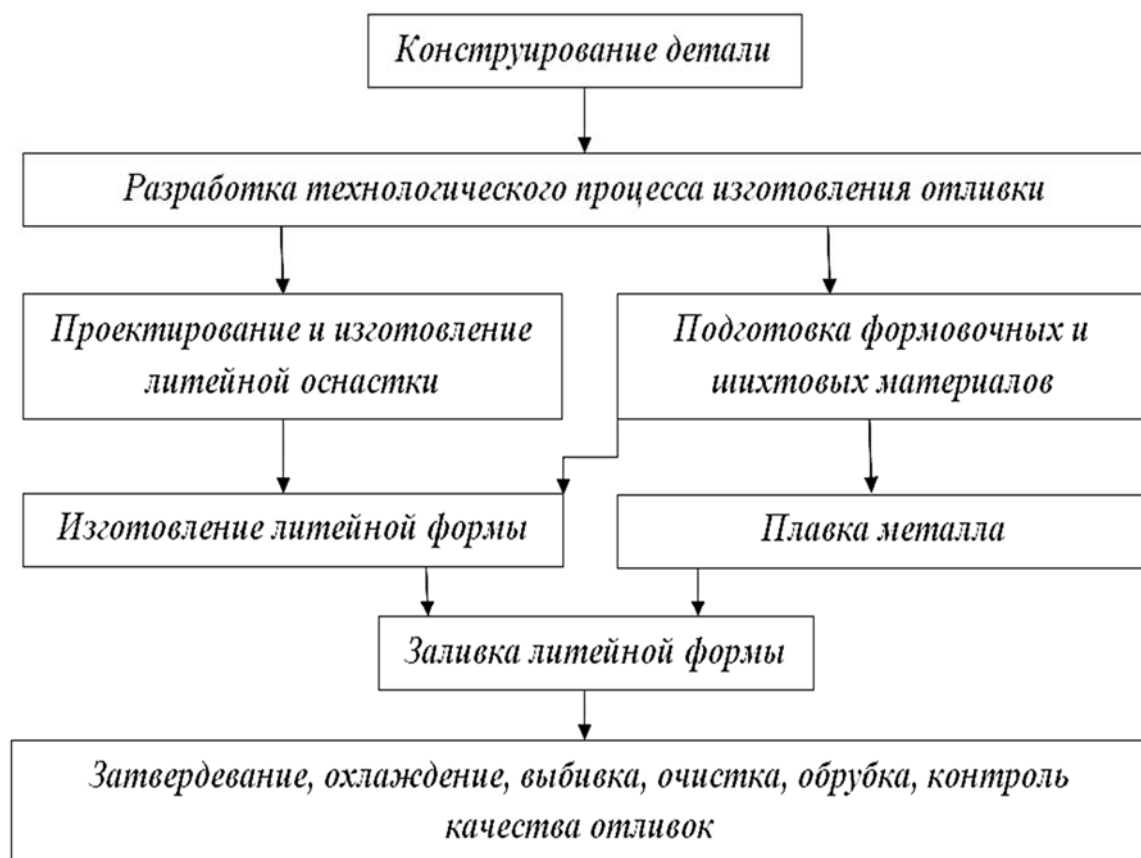 Конструирование детали
Разработка технологического процесса изготовления отливки
Проектирование и изготовление
литейной оснастки
Подготовка формовочных и
шихтовых материалов
Изготовление литейной формы
Плавка металла
Заливка литейной формы
Затвердевание, охлаждение, выбивка, очистка, обрубка, контроль
качества отливок